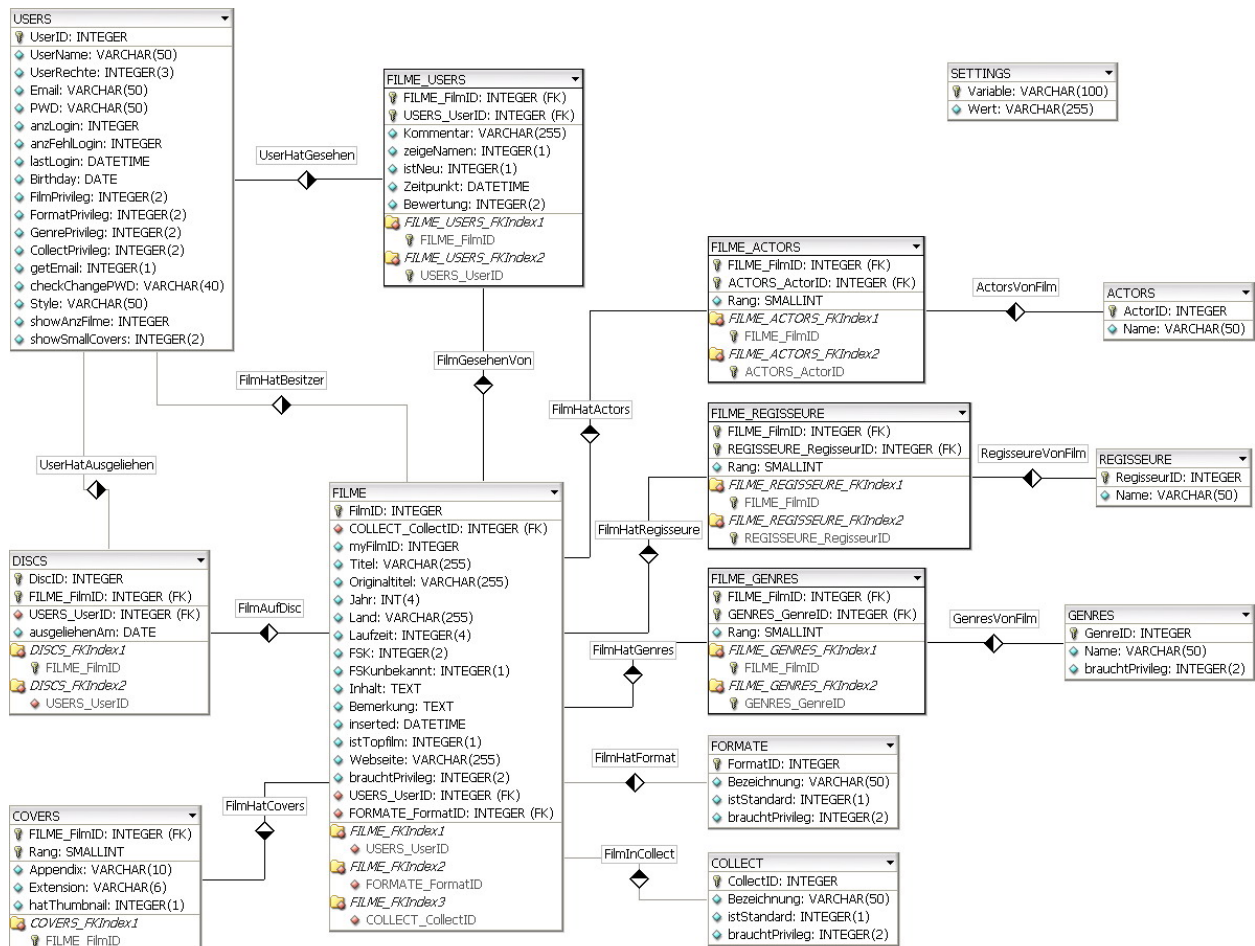 USERS
UserID: INTEGER
UserName: VARCHAR(50)
UserRechte: INTEGER(3)
Email: VARCHAR(50)
PWD: VARCHAR(50)
anzLogin: INTEGER
anzFehlLogin: INTEGER
lastLogin: DATETIME
Birthday: DATE
FilmPrivileg: INTEGER(2)
FormatPrivileg: INTEGER(2)
GenrePrivileg: INTEGER(2)
CollectPrivileg: INTEGER(2)
getEmail: INTEGER(1)
checkChangePWD: VARCHAR(40)
Style: VARCHAR(50)
showAnzFilme: INTEGER
showSmallCovers: INTEGER(2)
UserHatGesehen
FILME_USERS
FILME_FilmID: INTEGER (FK)
USERS_UserID: INTEGER (FK)
Kommentar: VARCHAR(255)
zeigeNamen: INTEGER(1)
istNeu: INTEGER(1)
Zeitpunkt: DATETIME
Bewertung: INTEGER(2)
FILME_USERS_FKIndex1
FILME_FilmID
FILME_USERS_FKIndex2
USERS_UserID
SETTINGS
Variable: VARCHAR(100)
Wert: VARCHAR(255)
FILME_ACTORS
FILME_FilmID: INTEGER (FK)
ACTORS_ActorID: INTEGER (FK)
Rang: SMALLINT
FILME_ACTORS_FKIndex1
FILME_FilmID
FILME_ACTORS_FKIndex2
ACTORS_ActorID
ActorsVonFilm
ACTORS
ActorID: INTEGER
Name: VARCHAR(50)
FilmHatBesitzer
FilmGesehenVon
FilmHatActors
UserHatAusgeliehen
FILME_REGISSEURE
FILME_FilmID: INTEGER (FK)
REGISSEURE_RegisseurID: INTEGER (FK)
Rang: SMALLINT
FILME_REGISSEURE_FKIndex1
FILME_FilmID
FILME_REGISSEURE_FKIndex2
REGISSEURE_RegisseurID
RegisseureVonFilm
REGISSEURE
RegisseurID: INTEGER
Name: VARCHAR(50)
FilmHatRegisseure
FILME
FilmID: INTEGER
COLLECT_CollectID: INTEGER (FK)
myFilmID: INTEGER
Titel: VARCHAR(255)
Originaltitel: VARCHAR(255)
Jahr: INT(4)
Land: VARCHAR(255)
Laufzeit: INTEGER(4)
FSK: INTEGER(2)
FSKunbekannt: INTEGER(1)
Inhalt: TEXT
Bemerkung: TEXT
inserted: DATETIME
istTopfilm: INTEGER(1)
Webseite: VARCHAR(255)
brauchtPrivileg: INTEGER(2)
USERS_UserID: INTEGER (FK)
FORMATE_FormatID: INTEGER (FK)
FILME_FKIndex1
USERS_UserID
FILME_FKIndex2
FORMATE_FormatID
FILME_FKIndex3
COLLECT_CollectID
DISCS
DiscID: INTEGER
FILME_FilmID: INTEGER (FK)
USERS_UserID: INTEGER (FK)
ausgeliehenAm: DATE
DISCS_FKIndex1
FILME_FilmID
DISCS_FKIndex2
USERS_UserID
FilmAufDisc
FILME_GENRES
FILME_FilmID: INTEGER (FK)
GENRES_GenreID: INTEGER (FK)
Rang: SMALLINT
FILME_GENRES_FKIndex1
FILME_FilmID
FILME_GENRES_FKIndex2
GENRES_GenreID
GenresVonFilm
GENRES
GenreID: INTEGER
Name: VARCHAR(50)
brauchtPrivileg: INTEGER(2)
FilmHatGenres
FilmHatFormat
FORMATE
FormatID: INTEGER
Bezeichnung: VARCHAR(50)
istStandard: INTEGER(1)
brauchtPrivileg: INTEGER(2)
FilmHatCovers
COVERS
FILME_FilmID: INTEGER (FK)
Rang: SMALLINT
Appendix: VARCHAR(10)
Extension: VARCHAR(6)
hatThumbnail: INTEGER(1)
COVERS_FKIndex1
FILME_FilmID
FilmInCollect
COLLECT
CollectID: INTEGER
Bezeichnung: VARCHAR(50)
istStandard: INTEGER(1)
brauchtPrivileg: INTEGER(2)